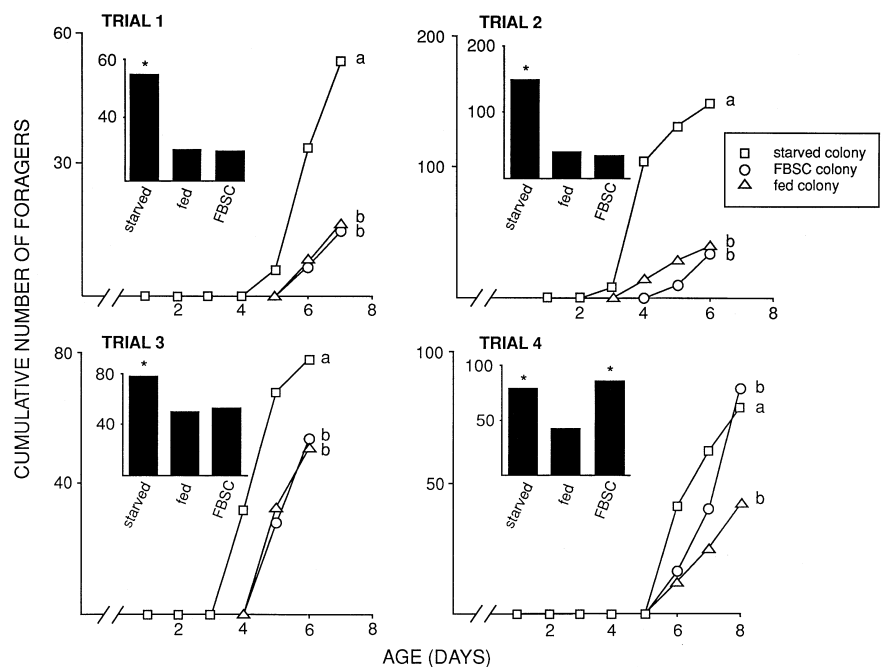 CUMULATIVE NUMBER OF FORAGERS
TRIAL 1
60
30
a
b
b
2 4 6 8
60
40
*
starved fed FBSC
TRIAL 2
200
100
a
b
b
2 4 6 8
200
100
*
starved fed FBSC
starved colony
FBSC colony
fed colony
TRIAL 3
80
40
a
b
b
2 4 6 8
80
40
*
starved fed FBSC
TRIAL 4
100
50
b
a
b
2 4 6 8
100
50
* *
starved fed FBSC
AGE (DAYS)